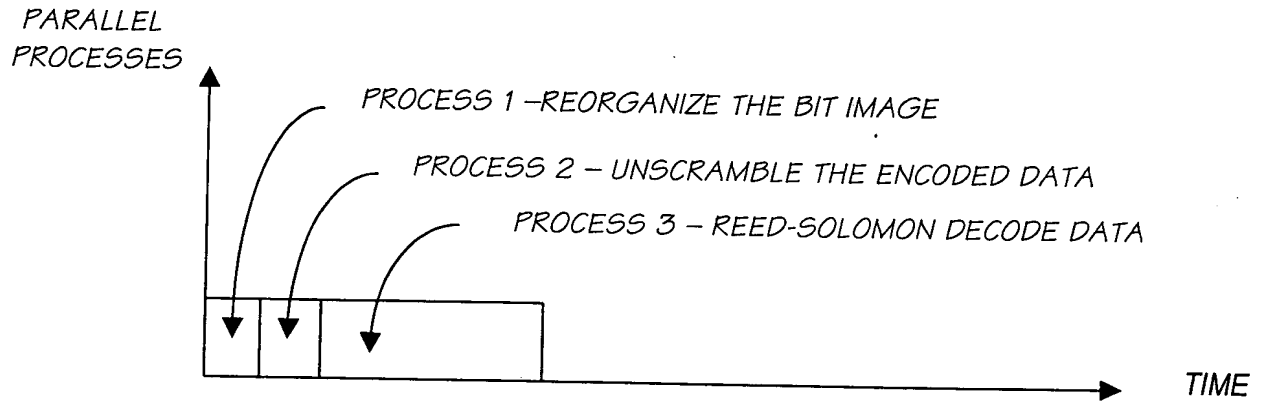 PARALLEL
PROCESSES
PROCESS 1 –REORGANIZE THE BIT IMAGE
PROCESS 2 – UNSCRAMBLE THE ENCODED DATA
PROCESS 3 – REED-SOLOMON DECODE DATA
TIME